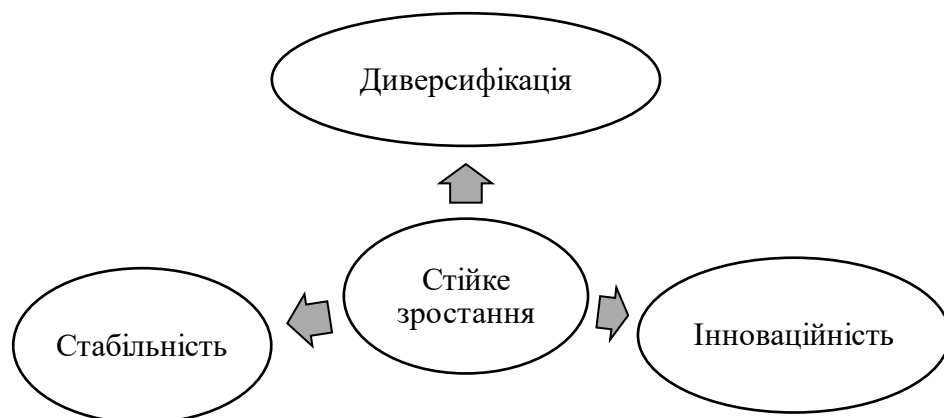 Диверсифікація
Стійке
зростання
Стабільність
Інноваційність